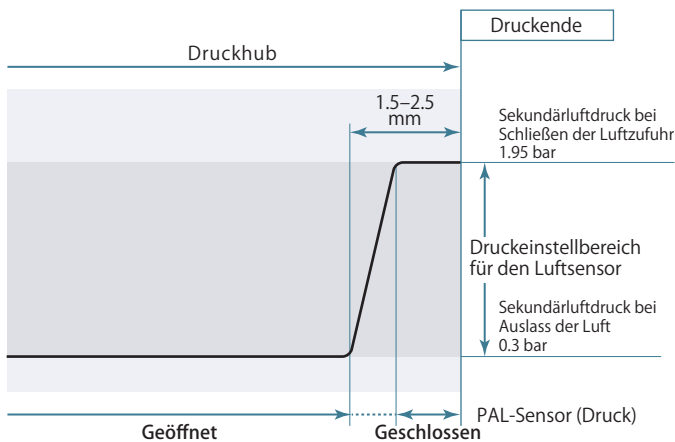 Druckende
Druckhub
1.5–2.5
mm
Sekundärluftdruck bei
Schließen der Luftzufuhr
1.95 bar
Druckeinstellbereich
für den Luftsensor
Sekundärluftdruck bei
Auslass der Luft
0.3 bar
PAL-Sensor (Druck)
Geöffnet
Geschlossen